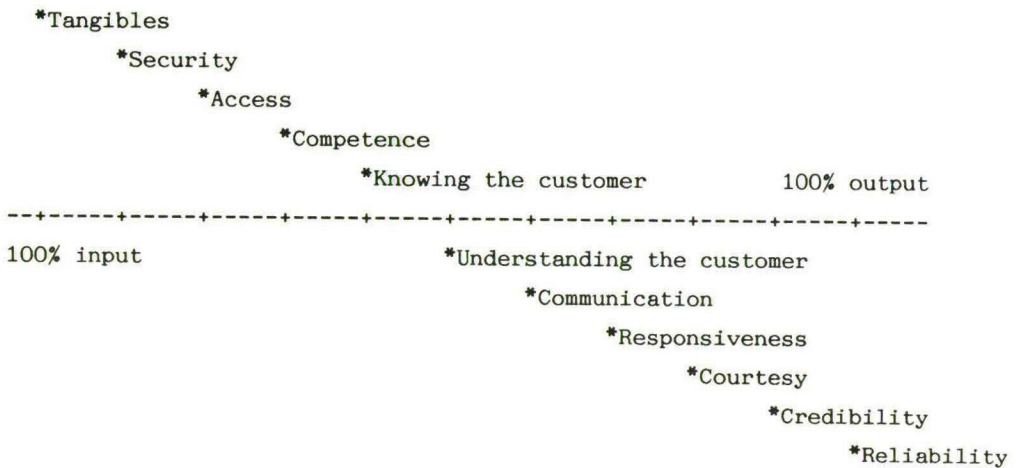 *Tangibles
*Security
*Access
*Competence
*Knowing the customer 100% output
--+-----+-----+-----+-----+-----+-----+-----+-----+-----+-----+-----
100% input *Understanding the customer
*Communication
*Responsiveness
*Courtesy
*Credibility
*Reliability